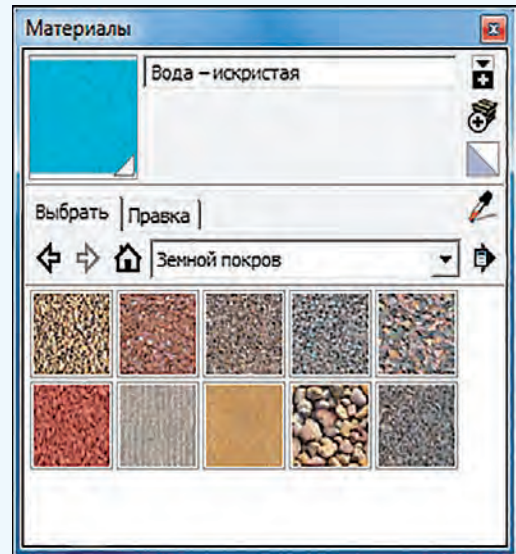 Материалы
Вода – искристая
Выбрать
Правка
Земной покров